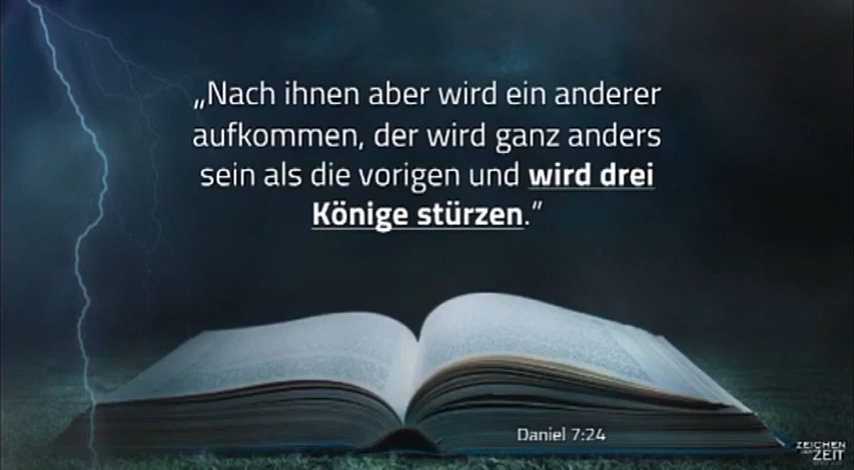 „Nach ihnen aber wird ein anderer
aufkommen, der wird ganz anders
sein als die vorigen und wird drei
Könige stürzen.”
Daniel 7:24
ZEICHEN
DER ZEIT